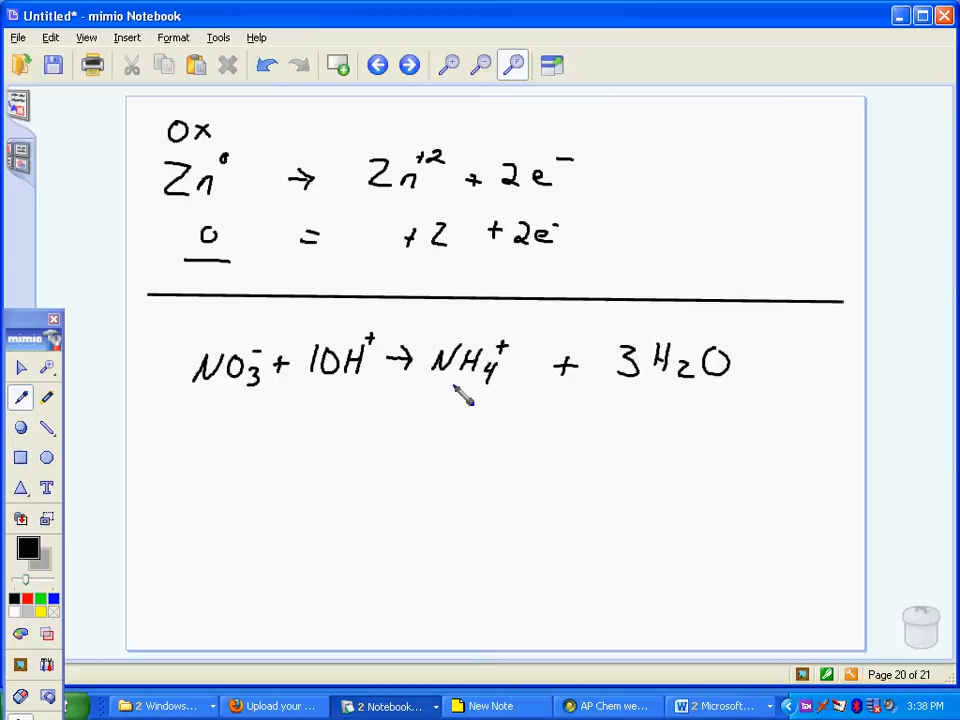 Untitled* - mimio Notebook
File Edit View Insert Format Tools Help
Ox
Zn⁰ → Zn⁺² + 2e⁻
0 = +2 +2e⁻
NO₃⁻ + 10H⁺ → NH₄⁺ + 3H₂O
mimio
T
Page 20 of 21
2 Windows... Upload your ... 2 Notebook... New Note AP Chem we... 2 Microsoft... 3:38 PM